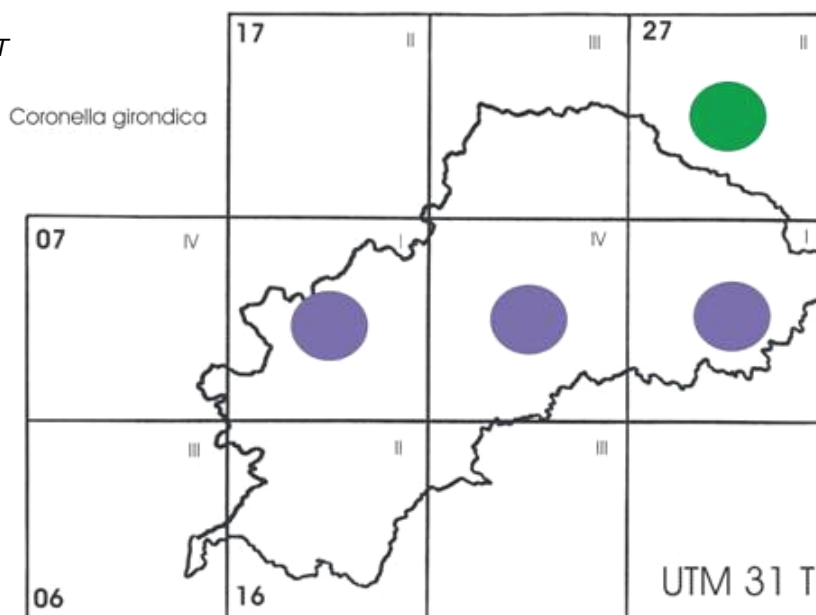 17 II III 27 II
T
Coronella girondica
07 IV I IV I
III II III
06 16 UTM 31 T